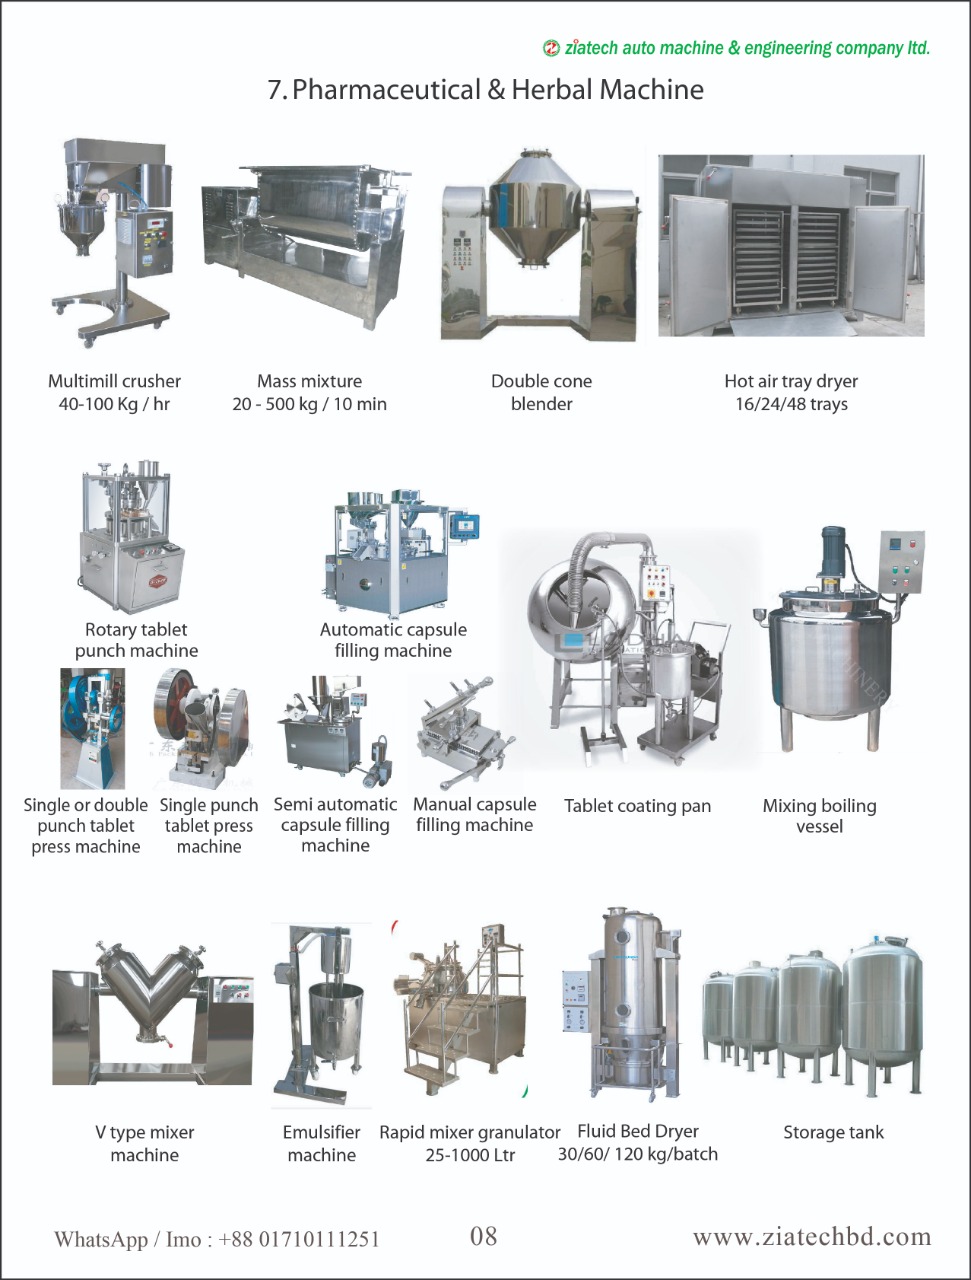 ziatech auto machine & engineering company ltd.
7. Pharmaceutical & Herbal Machine
Multimill crusher
40-100 Kg / hr
Mass mixture
20 - 500 kg / 10 min
Double cone
blender
Hot air tray dryer
16/24/48 trays
Rotary tablet
punch machine
Automatic capsule
filling machine
Single or double
punch tablet
press machine
Single punch
tablet press
machine
Semi automatic
capsule filling
machine
Manual capsule
filling machine
Tablet coating pan
Mixing boiling
vessel
V type mixer
machine
Emulsifier
machine
Rapid mixer granulator
25-1000 Ltr
Fluid Bed Dryer
30/60/ 120 kg/batch
Storage tank
WhatsApp / Imo : +88 01710111251
08
www.ziatechbd.com